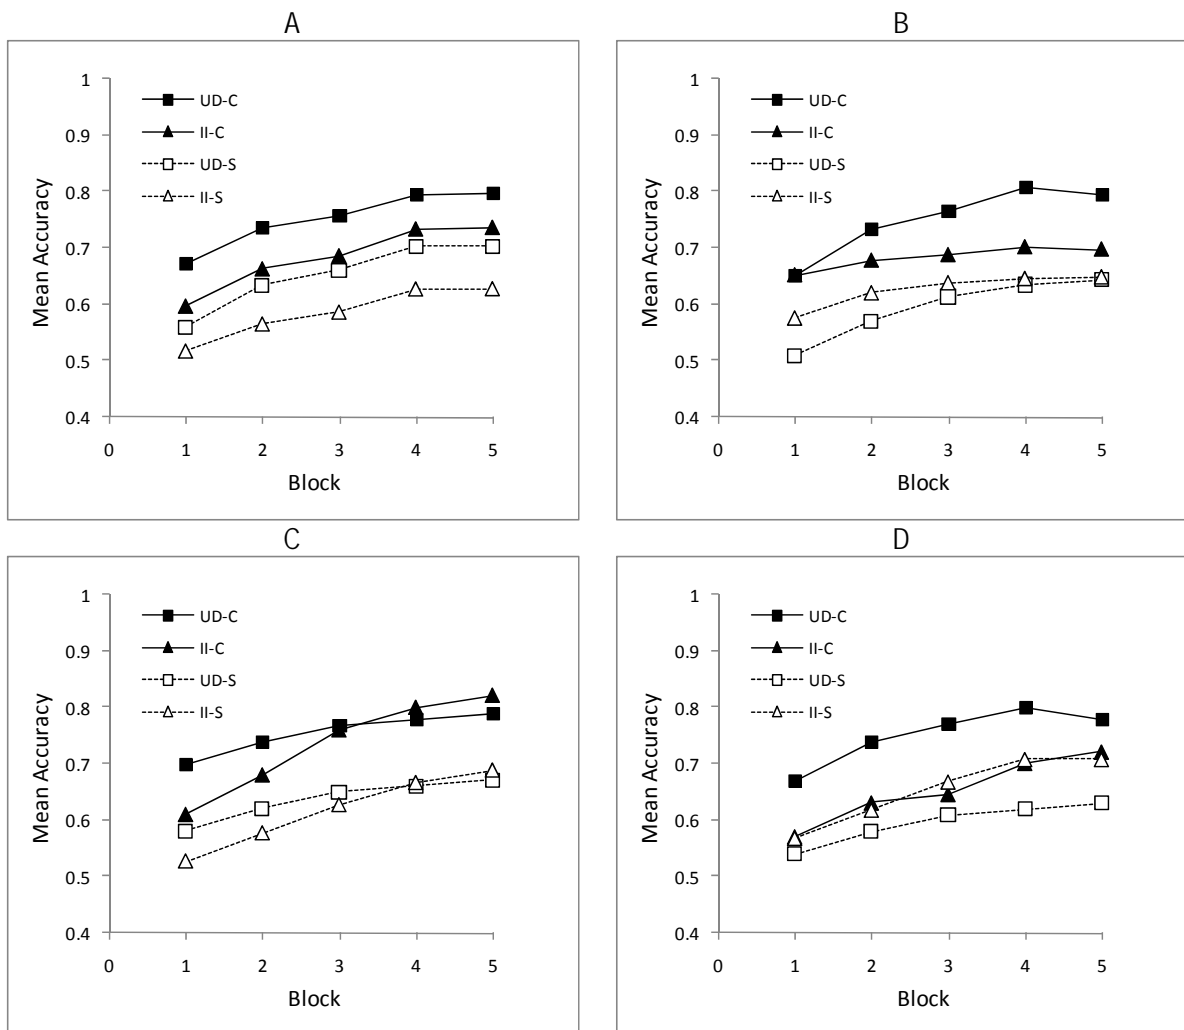 A
1
0.9
0.8
0.7
0.6
0.5
0.4
0 1 2 3 4 5
Mean Accuracy
Block
UD-C
II-C
UD-S
II-S
B
1
0.9
0.8
0.7
0.6
0.5
0.4
0 1 2 3 4 5
Mean Accuracy
Block
UD-C
II-C
UD-S
II-S
C
1
0.9
0.8
0.7
0.6
0.5
0.4
0 1 2 3 4 5
Mean Accuracy
Block
UD-C
II-C
UD-S
II-S
D
1
0.9
0.8
0.7
0.6
0.5
0.4
0 1 2 3 4 5
Mean Accuracy
Block
UD-C
II-C
UD-S
II-S